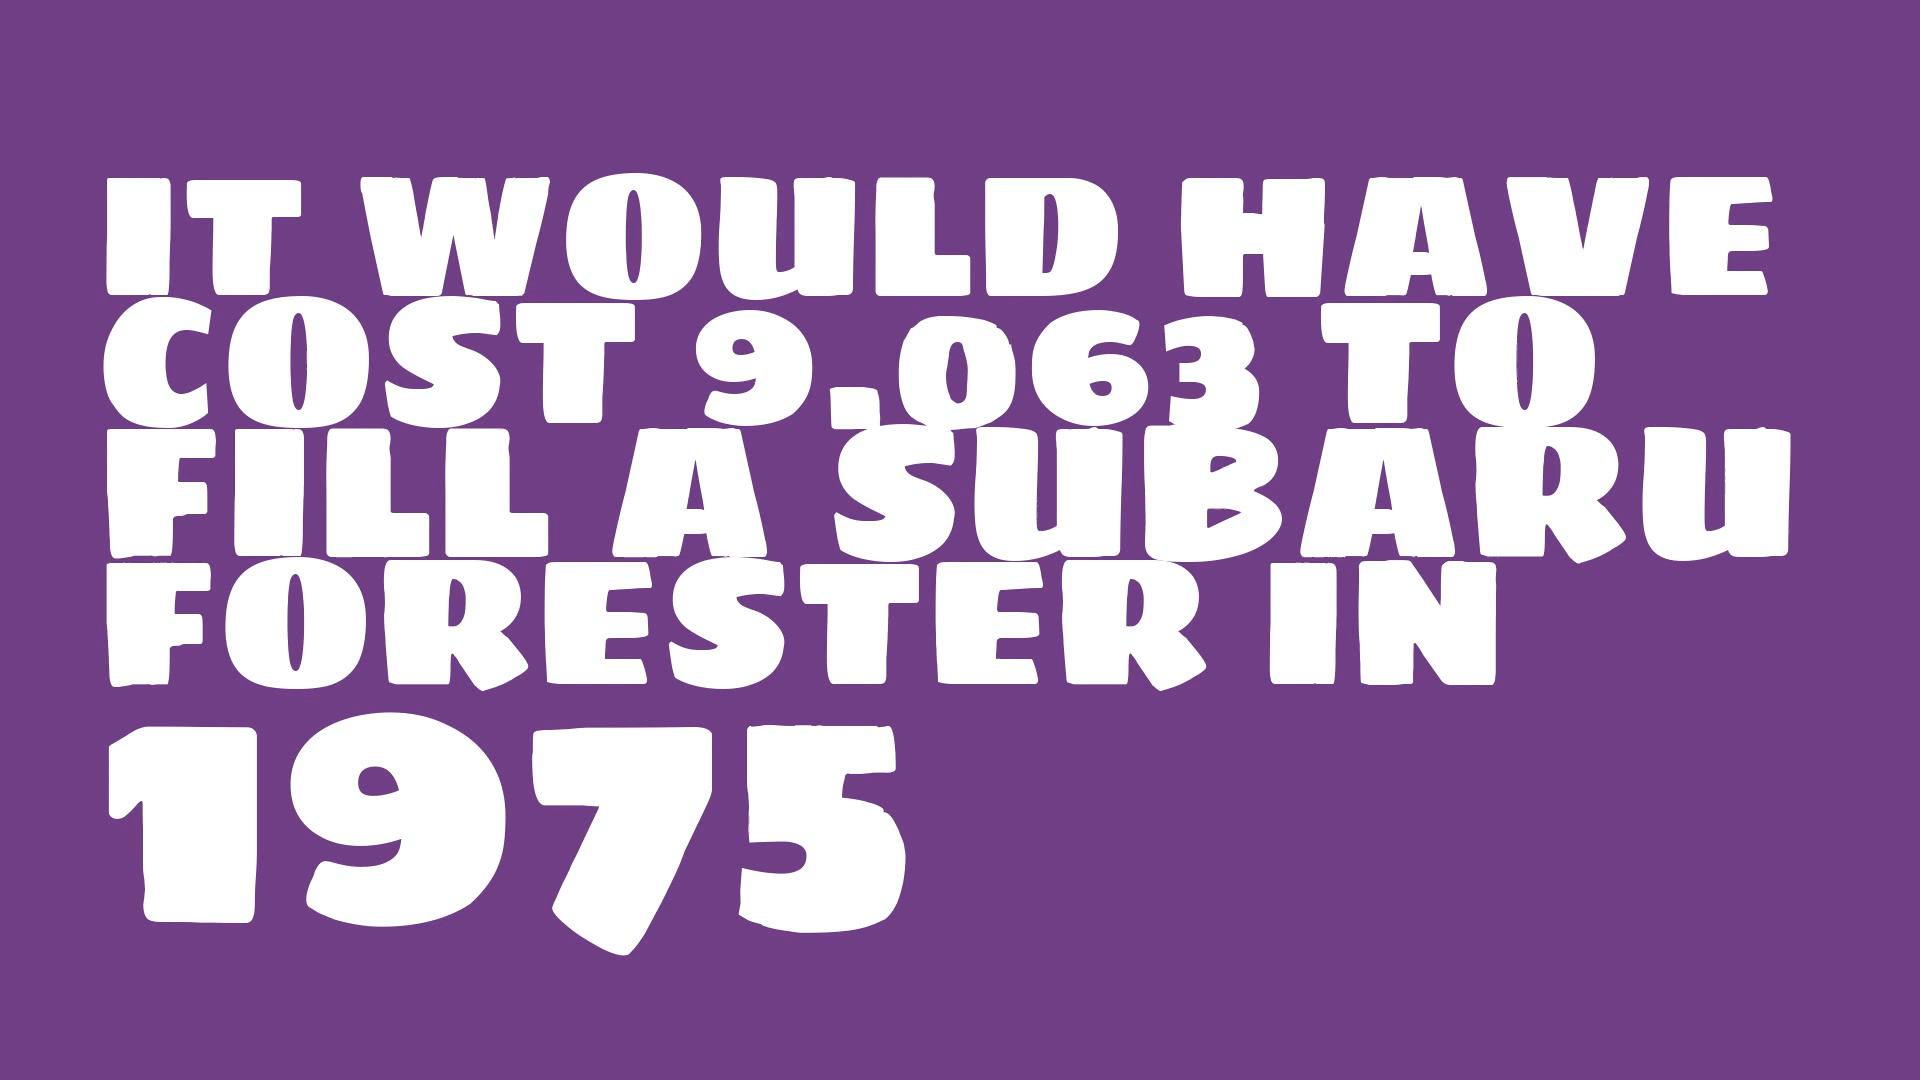 IT WOULD HAVE
COST 9.063 TO
FILL A SUBARU
FORESTER IN
1975